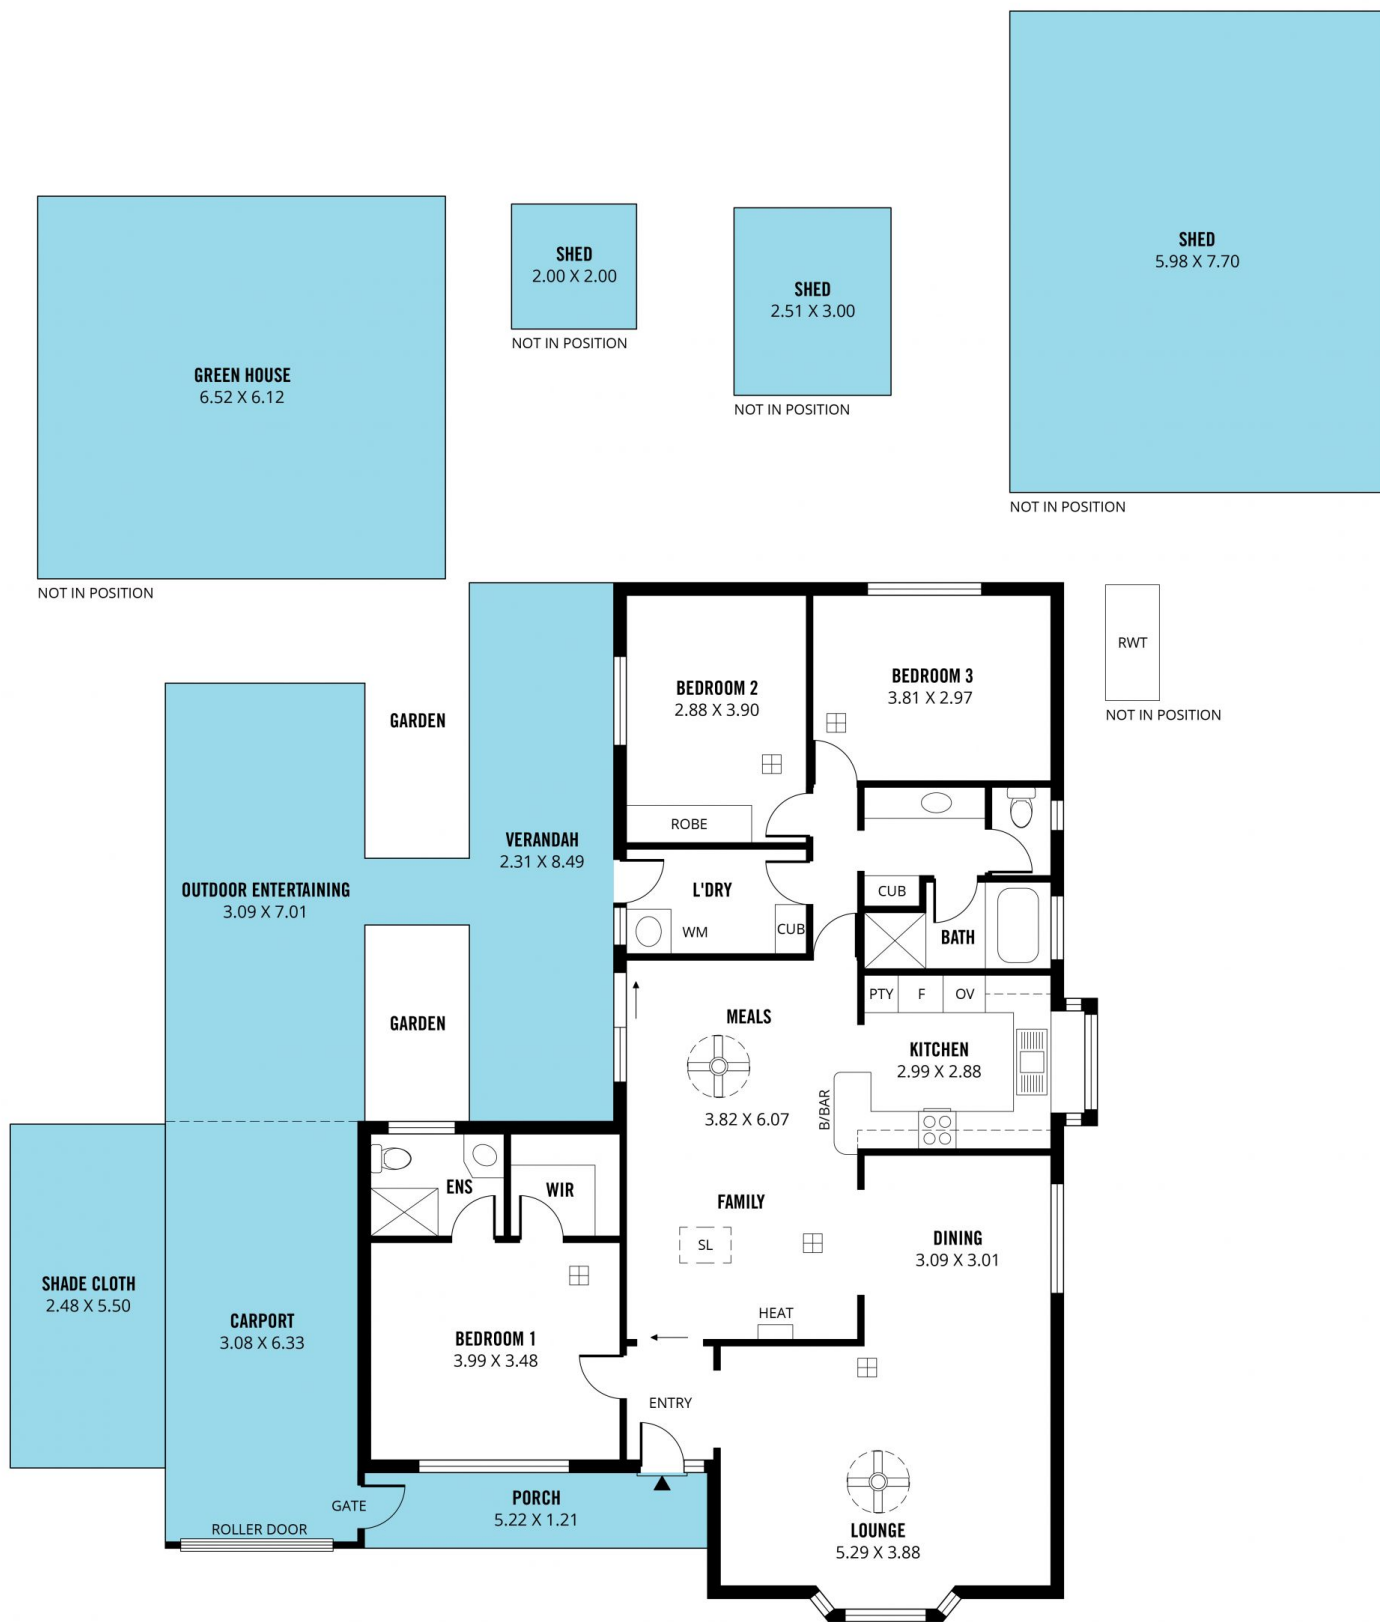 SHED
5.98 X 7.70
NOT IN POSITION
SHED
2.00 X 2.00
NOT IN POSITION
SHED
2.51 X 3.00
NOT IN POSITION
GREEN HOUSE
6.52 X 6.12
NOT IN POSITION
RWT
NOT IN POSITION
BEDROOM 2
2.88 X 3.90
ROBE
BEDROOM 3
3.81 X 2.97
GARDEN
VERANDAH
2.31 X 8.49
OUTDOOR ENTERTAINING
3.09 X 7.01
L'DRY
WM
CUB
CUB
BATH
GARDEN
MEALS
3.82 X 6.07
FAMILY
SL
HEAT
PTY
F
OV
KITCHEN
2.99 X 2.88
B/BAR
ENS
WIR
DINING
3.09 X 3.01
SHADE CLOTH
2.48 X 5.50
CARPORT
3.08 X 6.33
BEDROOM 1
3.99 X 3.48
ENTRY
GATE
ROLLER DOOR
PORCH
5.22 X 1.21
LOUNGE
5.29 X 3.88